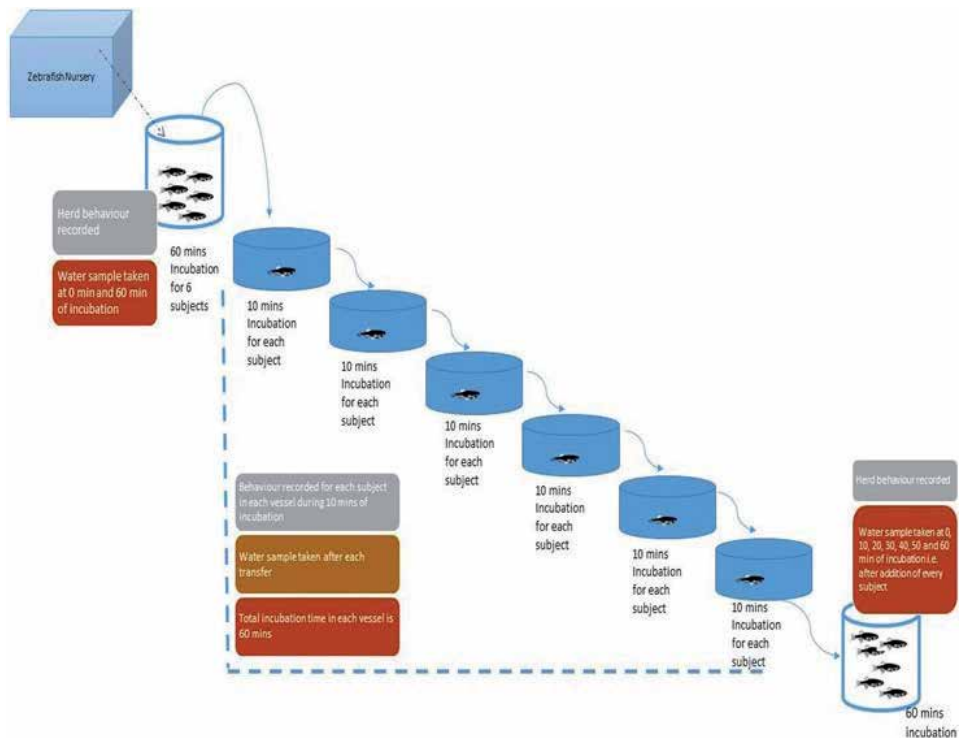 Zebrafish Nursery
Herd behaviour
recorded
Water sample taken
at 0 min and 60 min
of incubation
60 mins
Incubation
for 6
subjects
10 mins
Incubation
for each
subject
10 mins
Incubation
for each
subject
10 mins
Incubation
for each
subject
10 mins
Incubation
for each
subject
10 mins
Incubation
for each
subject
10 mins
Incubation
for each
subject
Behaviour recorded for each subject
in each vessel during 10 mins of
incubation
Water sample taken after each
transfer
Total incubation time in each vessel is
60 mins
Herd behaviour recorded
Water sample taken at 0,
10, 20, 30, 40, 50 and 60
min of incubation i.e.
after addition of every
subject
60 mins
incubation